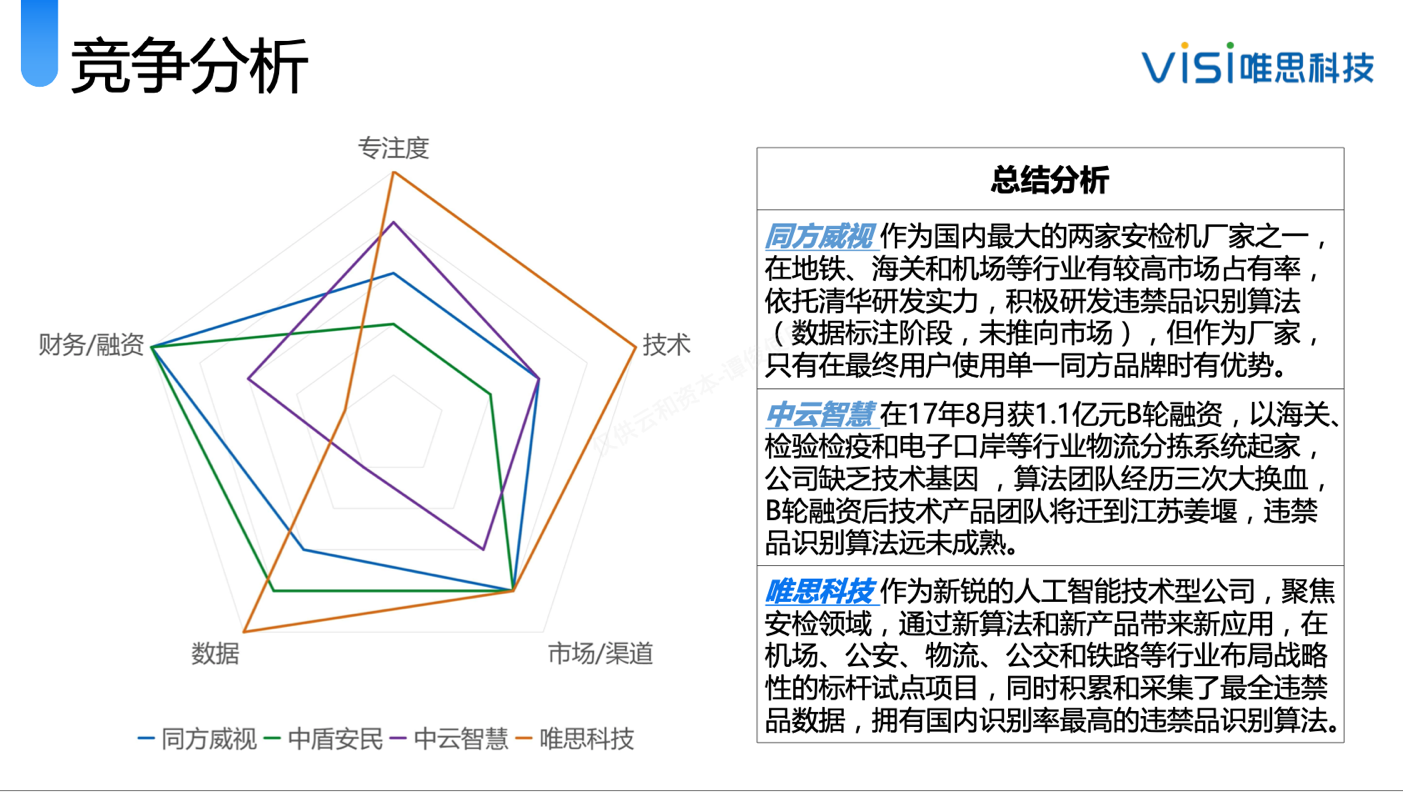 竞争分析
VISI唯思科技
专注度
财务/融资
技术
数据
市场/渠道
同方威视 中盾安民 中云智慧 唯思科技
总结分析
同方威视 作为国内最大的两家安检机厂家之一，
在地铁、海关和机场等行业有较高市场占有率，
依托清华研发实力，积极研发违禁品识别算法
（数据标注阶段，未推向市场），但作为厂家，
只有在最终用户使用单一同方品牌时有优势。
中云智慧 在17年8月获1.1亿元B轮融资，以海关、
检验检疫和电子口岸等行业物流分拣系统起家，
公司缺乏技术基因 ，算法团队经历三次大换血，
B轮融资后技术产品团队将迁到江苏姜堰，违禁
品识别算法远未成熟。
唯思科技 作为新锐的人工智能技术型公司，聚焦
安检领域，通过新算法和新产品带来新应用，在
机场、公安、物流、公交和铁路等行业布局战略
性的标杆试点项目，同时积累和采集了最全违禁
品数据，拥有国内识别率最高的违禁品识别算法。